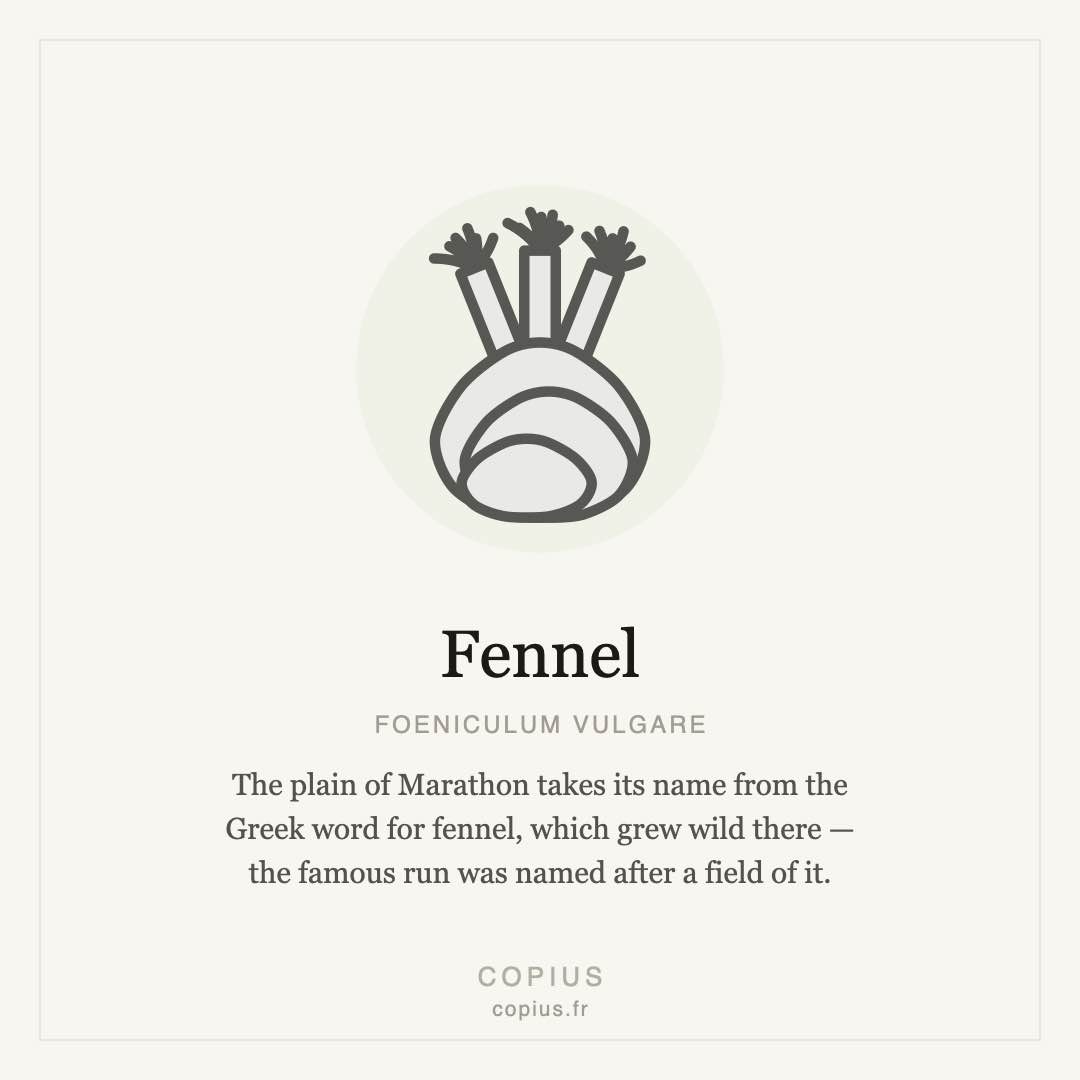 Fennel
FOENICULUM VULGARE
The plain of Marathon takes its name from the
Greek word for fennel, which grew wild there —
the famous run was named after a field of it.
COPIUS
copius.fr